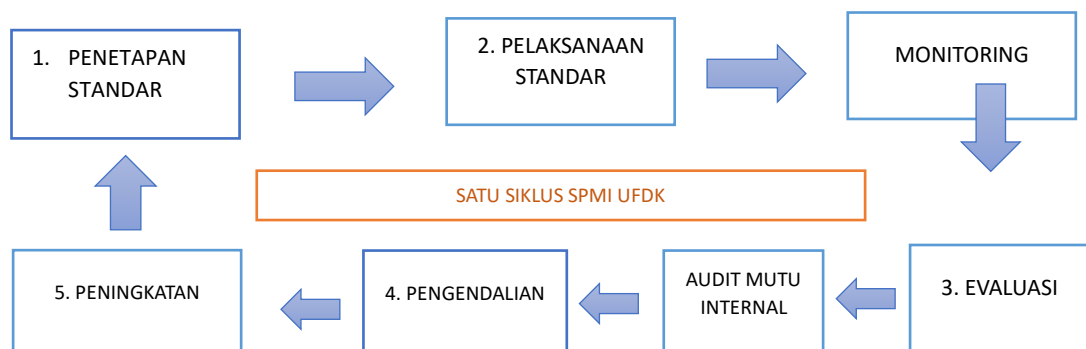 1. PENETAPAN
STANDAR
2. PELAKSANAAN
STANDAR
MONITORING
SATU SIKLUS SPMI UFDK
5. PENINGKATAN
4. PENGENDALIAN
AUDIT MUTU
INTERNAL
3. EVALUASI